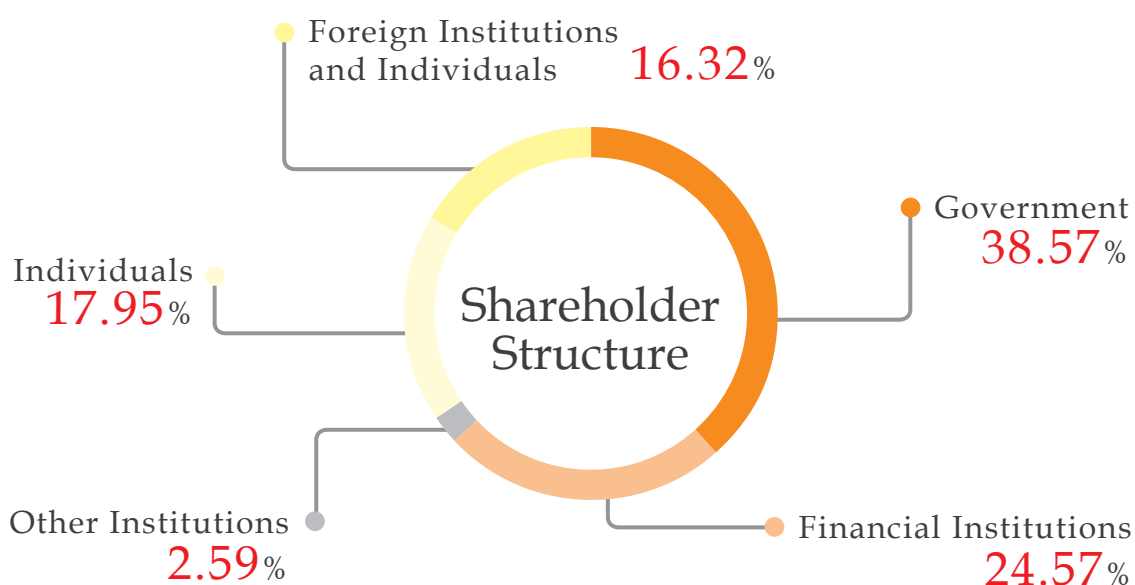 Foreign Institutions
and Individuals 16.32%
Government
38.57%
Individuals
17.95%
Shareholder
Structure
Other Institutions
2.59%
Financial Institutions
24.57%